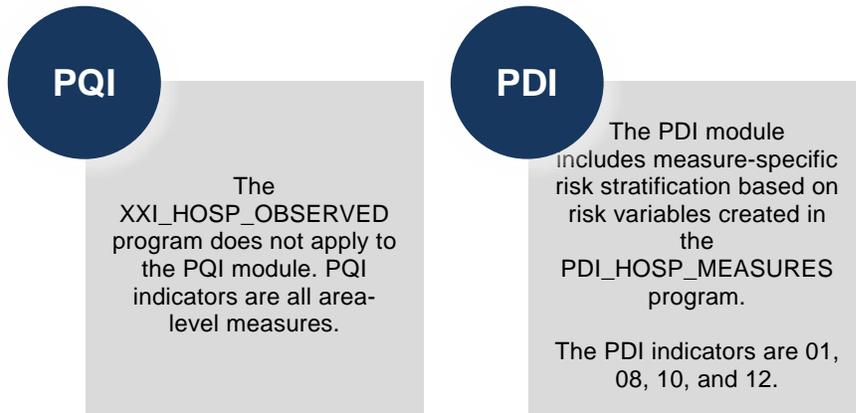 PQI
The
XXI_HOSP_OBSERVED
program does not apply to
the PQI module. PQI
indicators are all area-
level measures.
PDI
The PDI module
includes measure-specific
risk stratification based on
risk variables created in
the
PDI_HOSP_MEASURES
program.
The PDI indicators are 01,
08, 10, and 12.